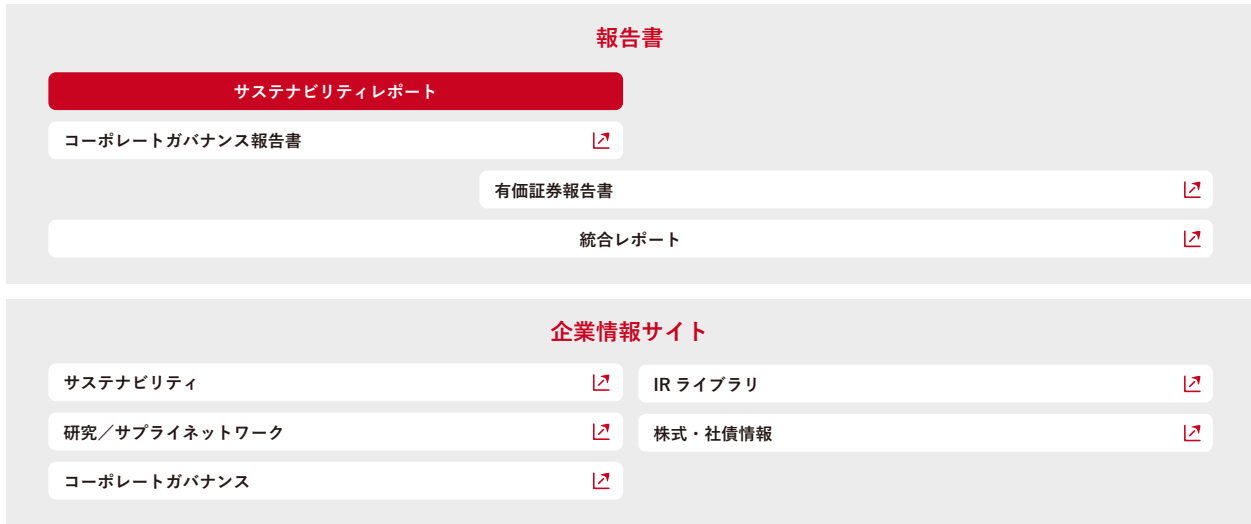 報告書
サステナビリティレポート
コーポレートガバナンス報告書
有価証券報告書
統合レポート
企業情報サイト
サステナビリティ
研究／サプライネットワーク
コーポレートガバナンス
IR ライブラリ
株式・社債情報